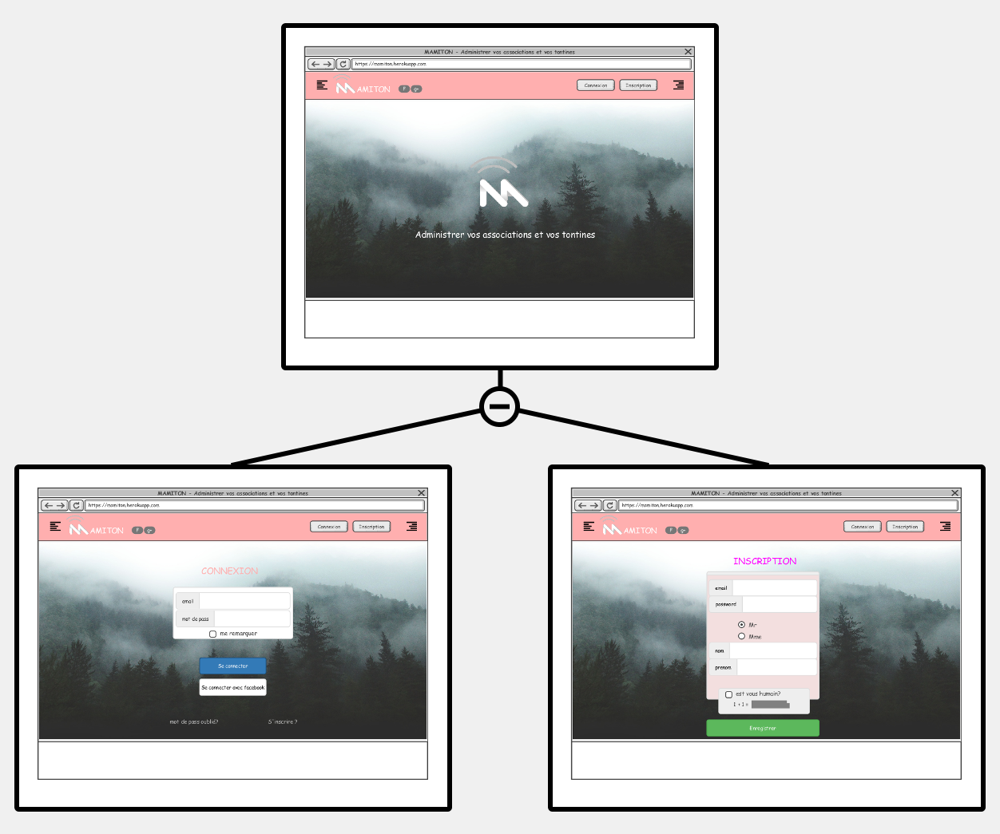 MAMITON - Administrer vos associations et vos tontines
https://mamiton.herokuapp.com
AMITON F g+ Connexion Inscription
Administrer vos associations et vos tontines
MAMITON - Administrer vos associations et vos tontines
https://mamiton.herokuapp.com
AMITON F g+ Connexion Inscription
CONNEXION
email
mot de pass
me remarquer
Se connecter
Se connecter avec facebook
mot de pass oublié? S'inscrire ?
MAMITON - Administrer vos associations et vos tontines
https://mamiton.herokuapp.com
AMITON F g+ Connexion Inscription
INSCRIPTION
email
password
Mr
Mme
nom
prenom
est vous humain?
1 + 1 =
Enregistrer